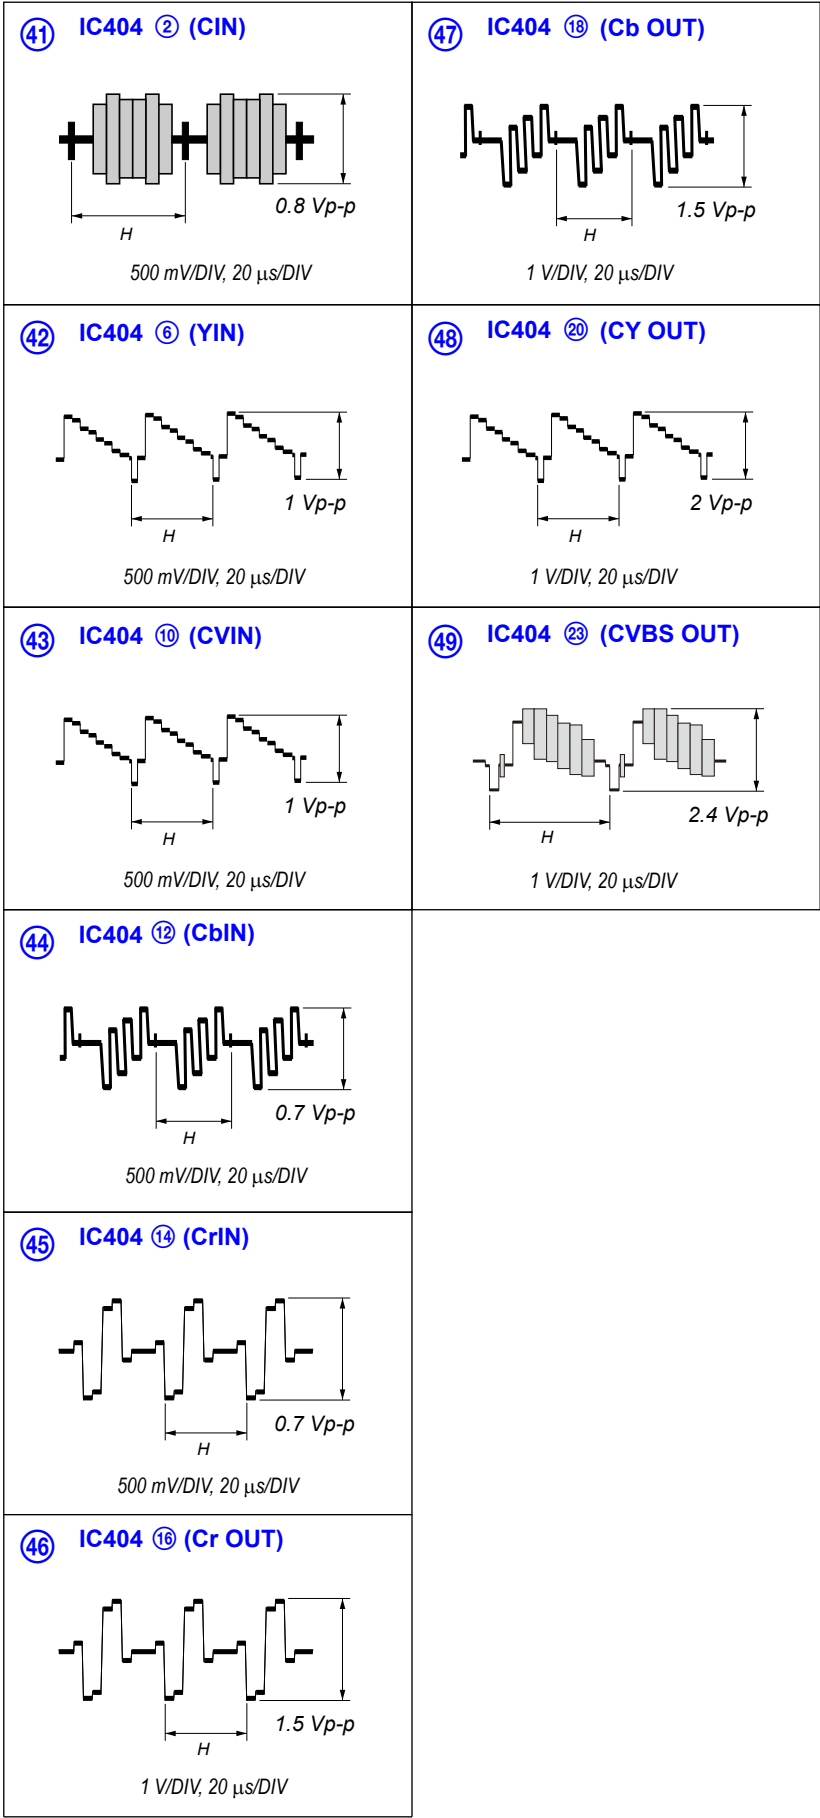 ㊶ IC404 ② (CIN)
0.8 Vp-p
H
500 mV/DIV, 20 µs/DIV
㊷ IC404 ⑥ (YIN)
1 Vp-p
H
500 mV/DIV, 20 µs/DIV
㊸ IC404 ⑩ (CVIN)
1 Vp-p
H
500 mV/DIV, 20 µs/DIV
㊹ IC404 ⑫ (CbIN)
0.7 Vp-p
H
500 mV/DIV, 20 µs/DIV
㊺ IC404 ⑭ (CrIN)
0.7 Vp-p
H
500 mV/DIV, 20 µs/DIV
㊻ IC404 ⑯ (Cr OUT)
1.5 Vp-p
H
1 V/DIV, 20 µs/DIV
㊼ IC404 ⑱ (Cb OUT)
1.5 Vp-p
H
1 V/DIV, 20 µs/DIV
㊽ IC404 ⑳ (CY OUT)
2 Vp-p
H
1 V/DIV, 20 µs/DIV
㊾ IC404 ㉓ (CVBS OUT)
2.4 Vp-p
H
1 V/DIV, 20 µs/DIV